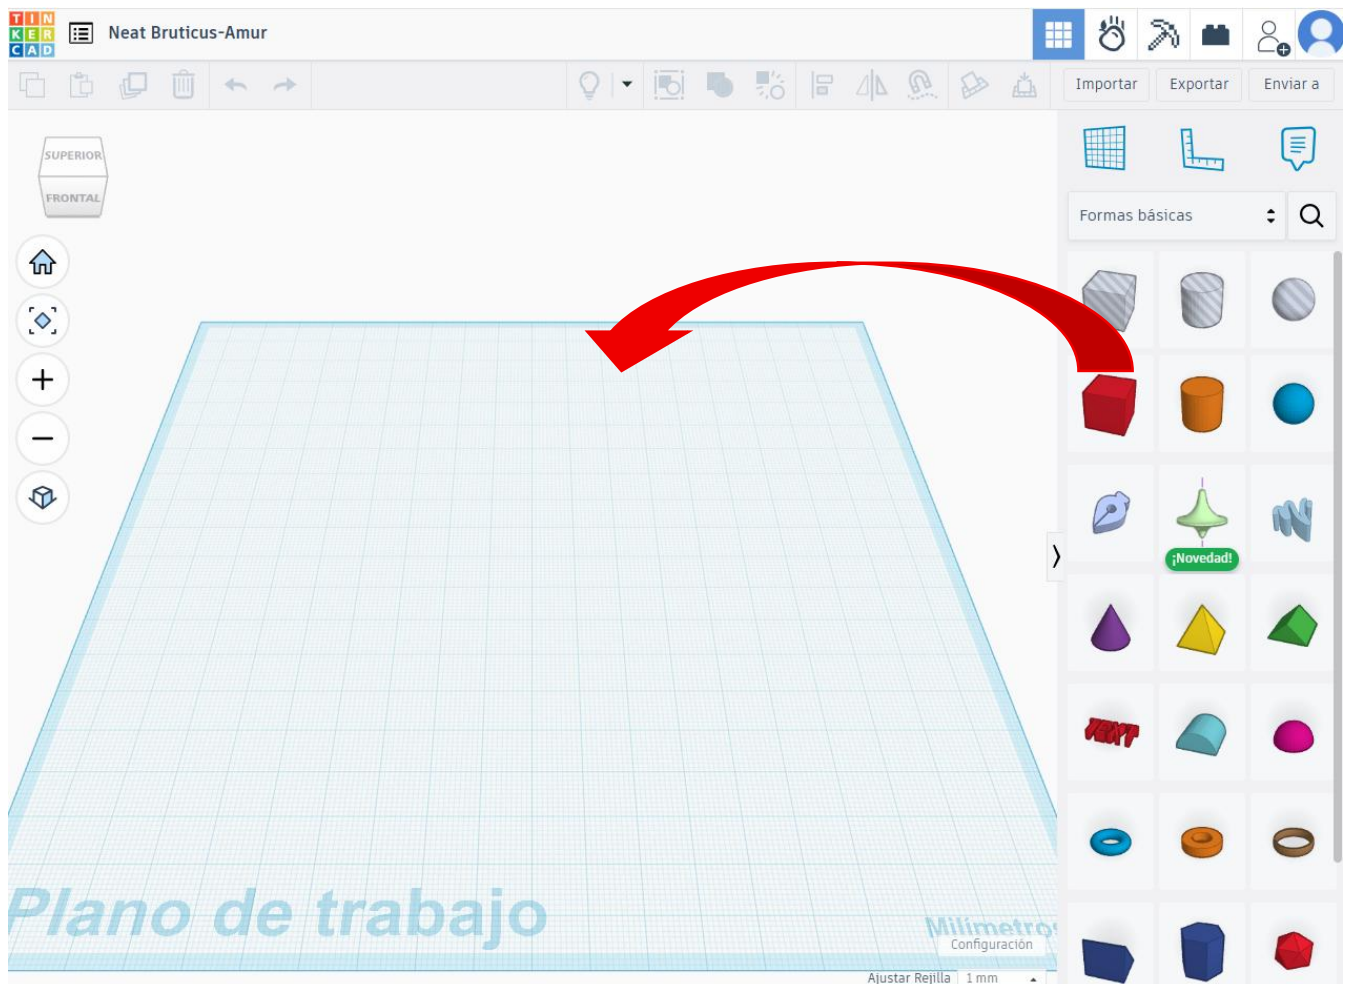 TIN
KER
CAD
Neat Bruticus-Amur
Importar
Exportar
Enviar a
SUPERIOR
FRONTAL
Formas básicas
¡Novedad!
TEXT
Plano de trabajo
Milímetros
Configuración
Ajustar Rejilla
1 mm